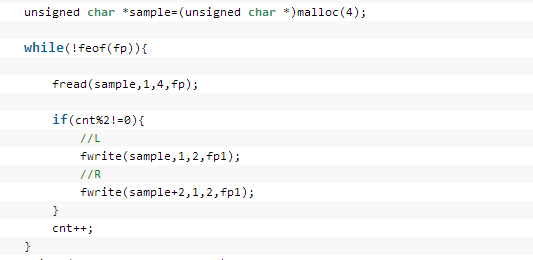 unsigned char *sample=(unsigned char *)malloc(4);
while(!feof(fp)){
fread(sample,1,4,fp);
if(cnt%2!=0){
//L
fwrite(sample,1,2,fp1);
//R
fwrite(sample+2,1,2,fp1);
}
cnt++;
}